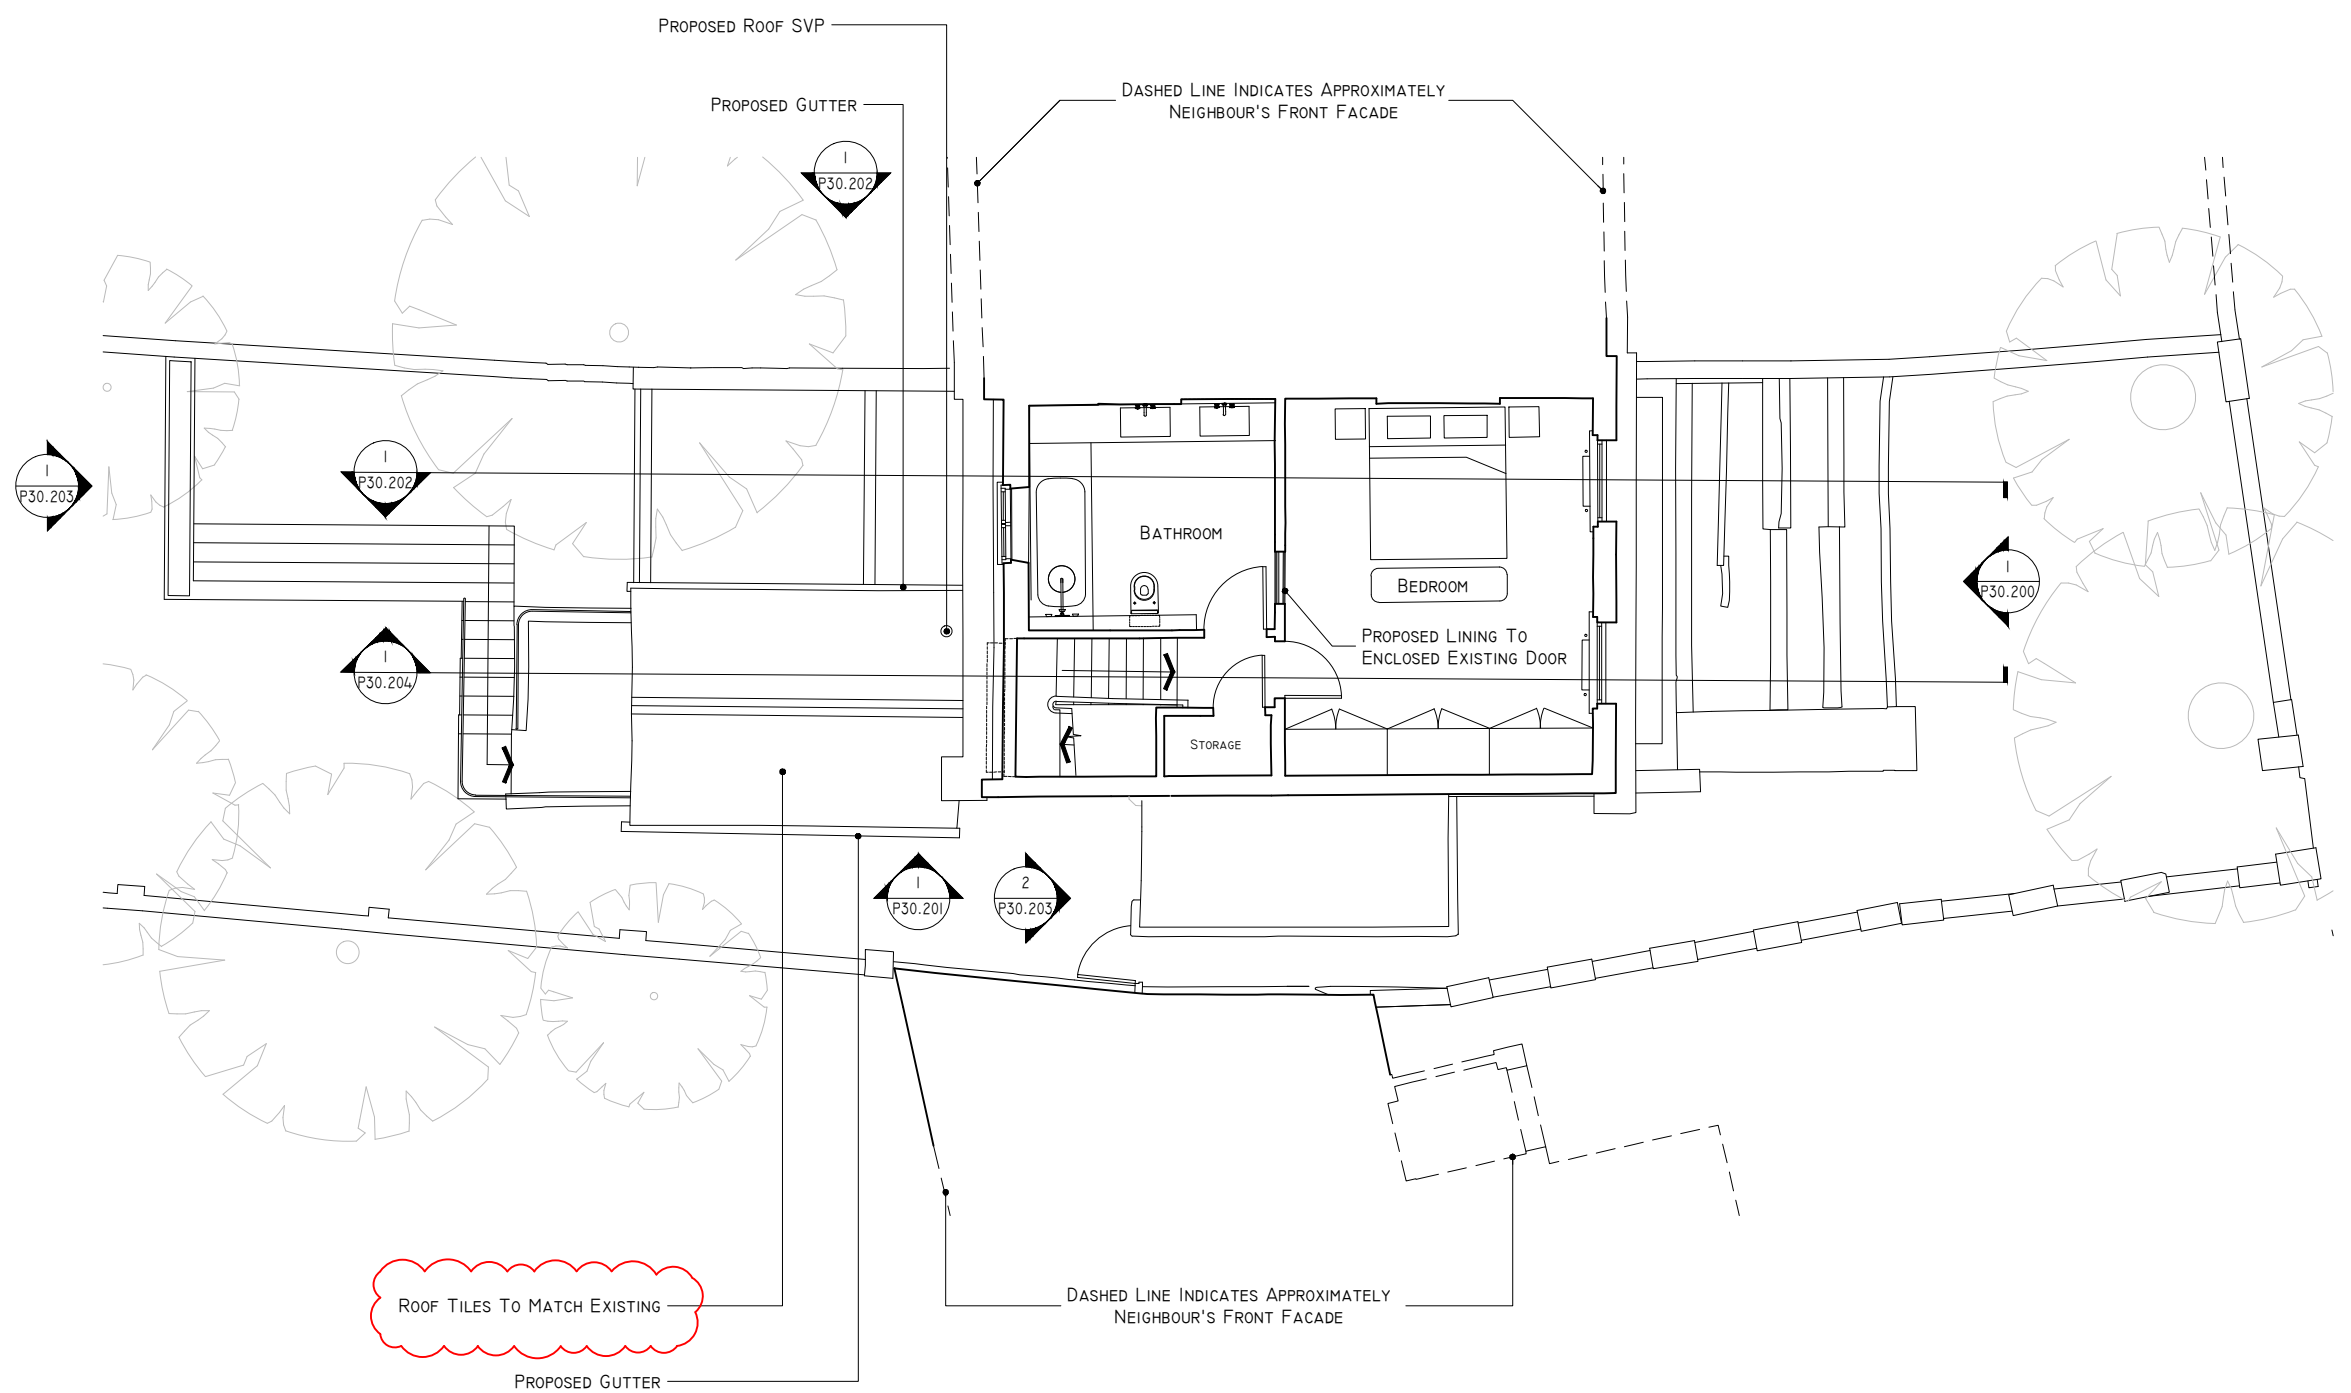 PROPOSED ROOF SVP
DASHED LINE INDICATES APPROXIMATELY
NEIGHBOUR'S FRONT FACADE
PROPOSED GUTTER
1
P30.202
1
P30.203
1
P30.202
BATHROOM
BEDROOM
1
P30.200
PROPOSED LINING TO
ENCLOSED EXISTING DOOR
1
P30.204
STORAGE
1
P30.201
2
P30.203
ROOF TILES TO MATCH EXISTING
DASHED LINE INDICATES APPROXIMATELY
NEIGHBOUR'S FRONT FACADE
PROPOSED GUTTER